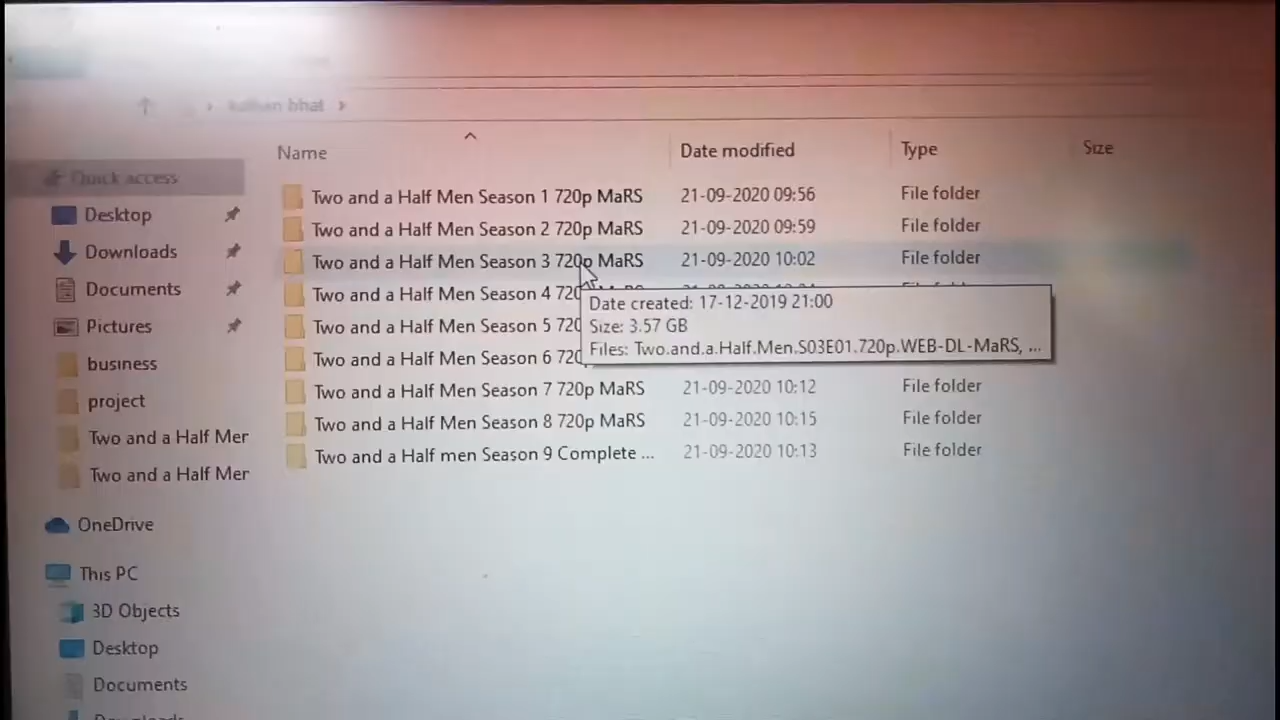 bhat
Name
Date modified
Type
Size
Quick access
Desktop
Downloads
Documents
Pictures
business
project
Two and a Half Mer
Two and a Half Mer
OneDrive
This PC
3D Objects
Desktop
Documents
Downloads
Two and a Half Men Season 1 720p MaRS 21-09-2020 09:56 File folder
Two and a Half Men Season 2 720p MaRS 21-09-2020 09:59 File folder
Two and a Half Men Season 3 720p MaRS 21-09-2020 10:02 File folder
Two and a Half Men Season 4 720
Two and a Half Men Season 5 720
Two and a Half Men Season 6 720
Two and a Half Men Season 7 720p MaRS 21-09-2020 10:12 File folder
Two and a Half Men Season 8 720p MaRS 21-09-2020 10:15 File folder
Two and a Half men Season 9 Complete ... 21-09-2020 10:13 File folder
Date created: 17-12-2019 21:00
Size: 3.57 GB
Files: Two.and.a.Half.Men.S03E01.720p.WEB-DL-MaRS, ...